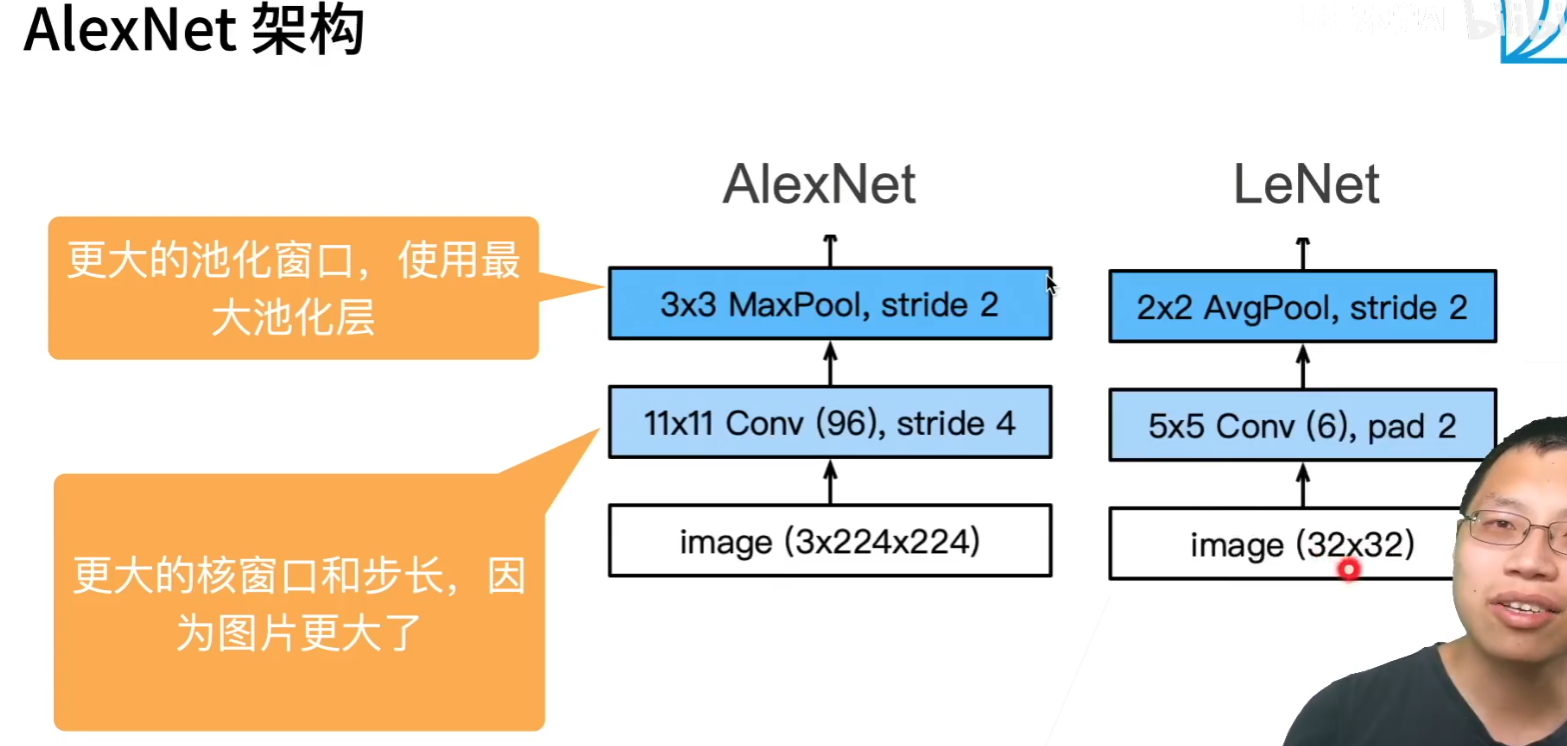 AlexNet 架构
AlexNet
LeNet
更大的池化窗口，使用最
大池化层
3x3 MaxPool, stride 2
2x2 AvgPool, stride 2
11x11 Conv (96), stride 4
5x5 Conv (6), pad 2
更大的核窗口和步长，因
为图片更大了
image (3x224x224)
image (32x32)